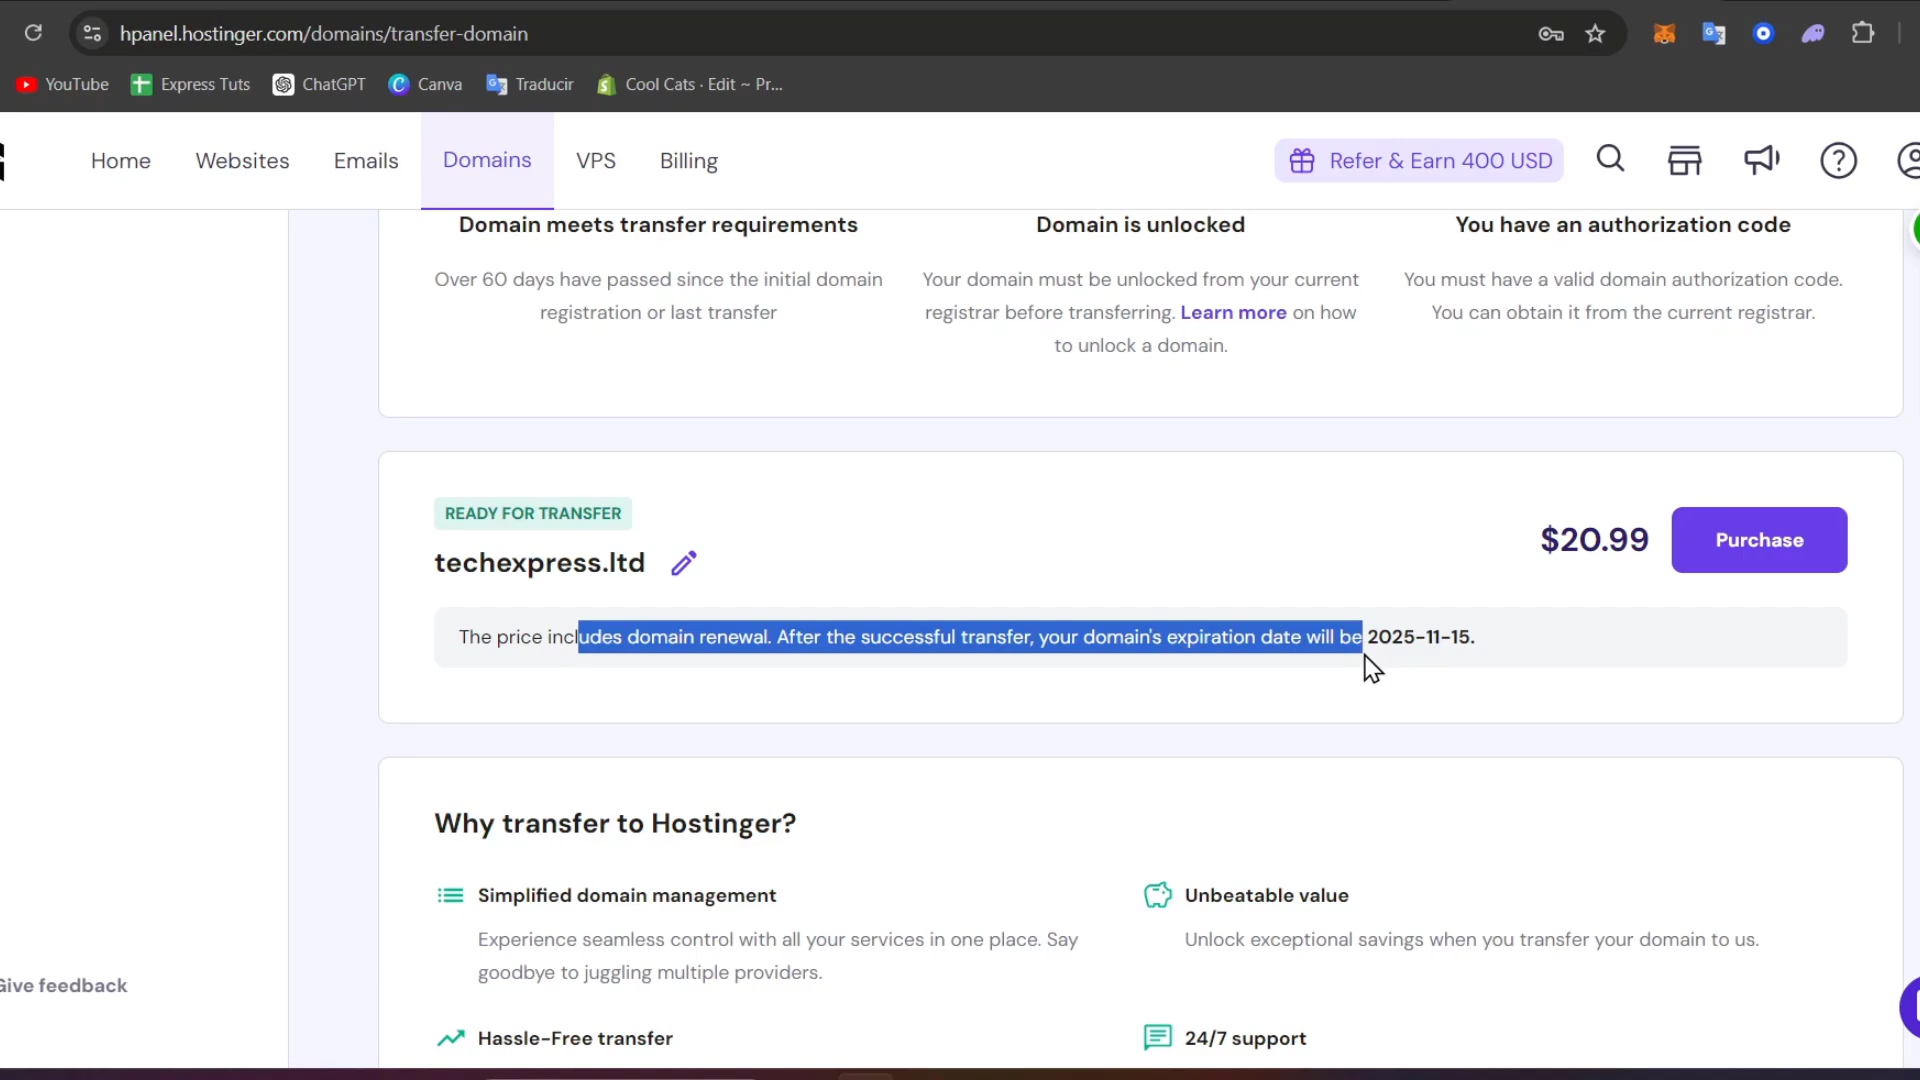 hpanel.hostinger.com/domains/transfer-domain
YouTube
Express Tuts
ChatGPT
Canva
Traducir
Cool Cats · Edit ~ Pr...
Home
Websites
Emails
Domains
VPS
Billing
Refer & Earn 400 USD
Domain meets transfer requirements
Over 60 days have passed since the initial domain
registration or last transfer
Domain is unlocked
Your domain must be unlocked from your current
registrar before transferring. Learn more on how
to unlock a domain.
You have an authorization code
You must have a valid domain authorization code.
You can obtain it from the current registrar.
READY FOR TRANSFER
techexpress.ltd
$20.99
Purchase
The price includes domain renewal. After the successful transfer, your domain's expiration date will be 2025-11-15.
Why transfer to Hostinger?
Simplified domain management
Experience seamless control with all your services in one place. Say
goodbye to juggling multiple providers.
Unbeatable value
Unlock exceptional savings when you transfer your domain to us.
Hassle-Free transfer
24/7 support
Give feedback